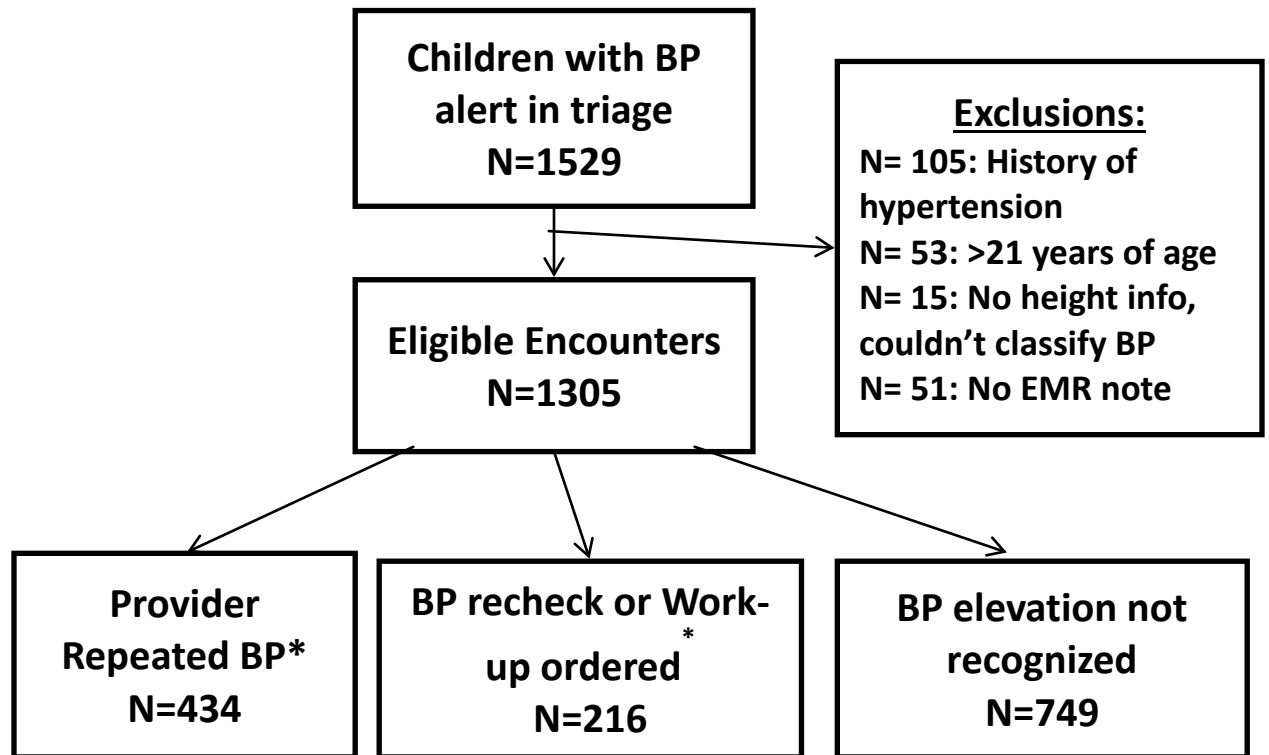 Children with BP
alert in triage
N=1529
Exclusions:
N= 105: History of
hypertension
N= 53: >21 years of age
N= 15: No height info,
couldn’t classify BP
N= 51: No EMR note
Eligible Encounters
N=1305
Provider
Repeated BP*
N=434
BP recheck or Work-
up ordered*
N=216
BP elevation not
recognized
N=749